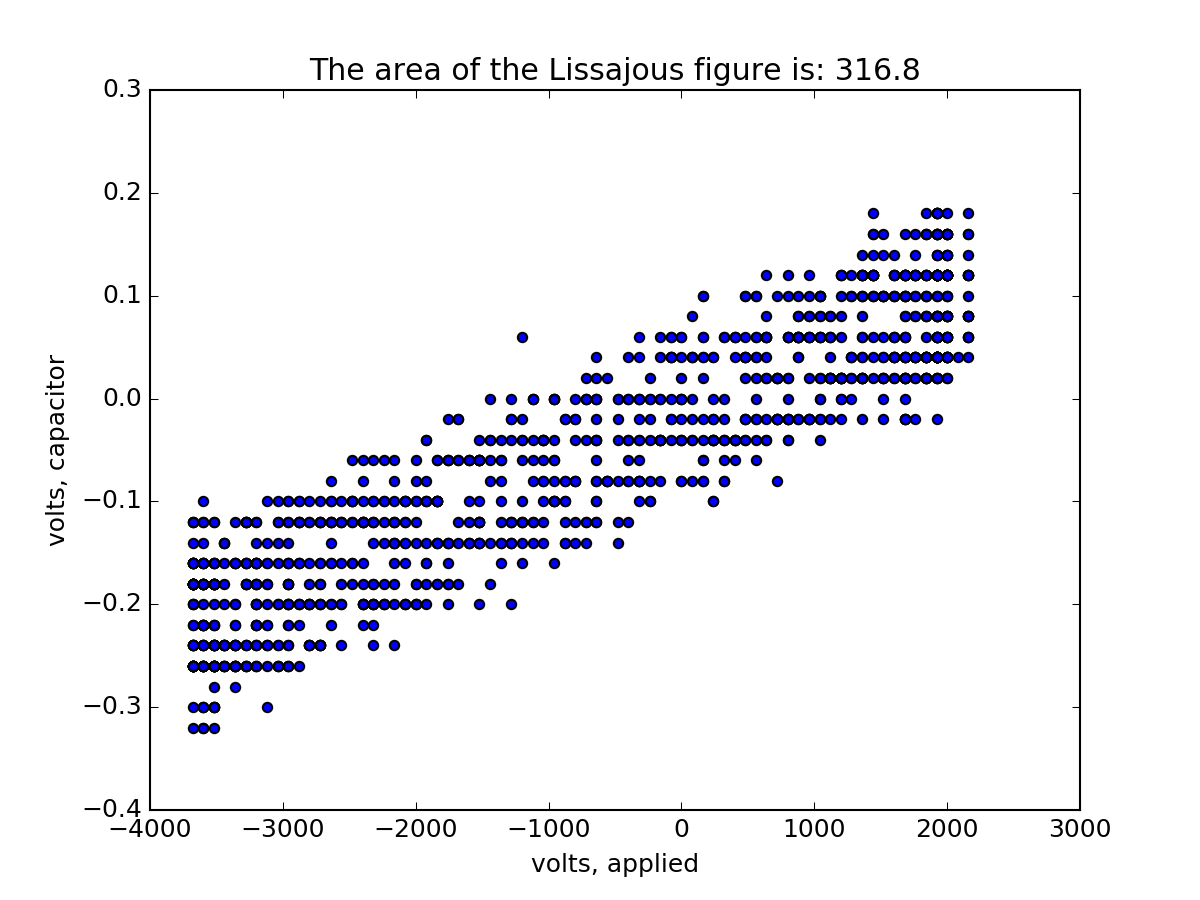 The area of the Lissajous figure is: 316.8
0.3
0.2
0.1
0.0
−0.1
−0.2
−0.3
−0.4
volts, capacitor
−4000 −3000 −2000 −1000 0 1000 2000 3000
volts, applied